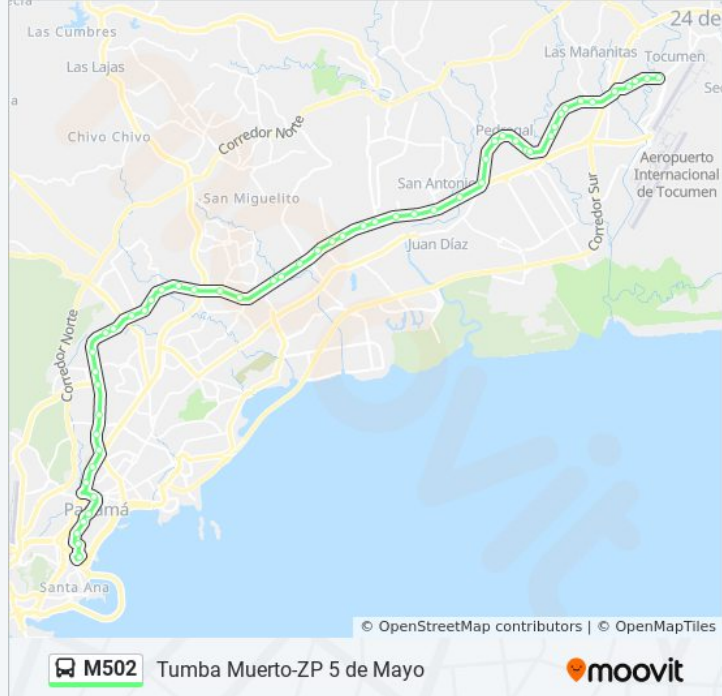 24 de
Las Cumbres
Las Mañanitas
Tocumen
Las Lajas
Sec
a
Corredor Norte
Pedregal
Chivo Chivo
Aeropuerto
Internacional
de Tocumen
San Antonio
San Miguelito
Corredor Sur
Juan Díaz
Corredor Norte
Panamá
Santa Ana
© OpenStreetMap contributors | © OpenMapTiles
M502 Tumba Muerto-ZP 5 de Mayo
moovit